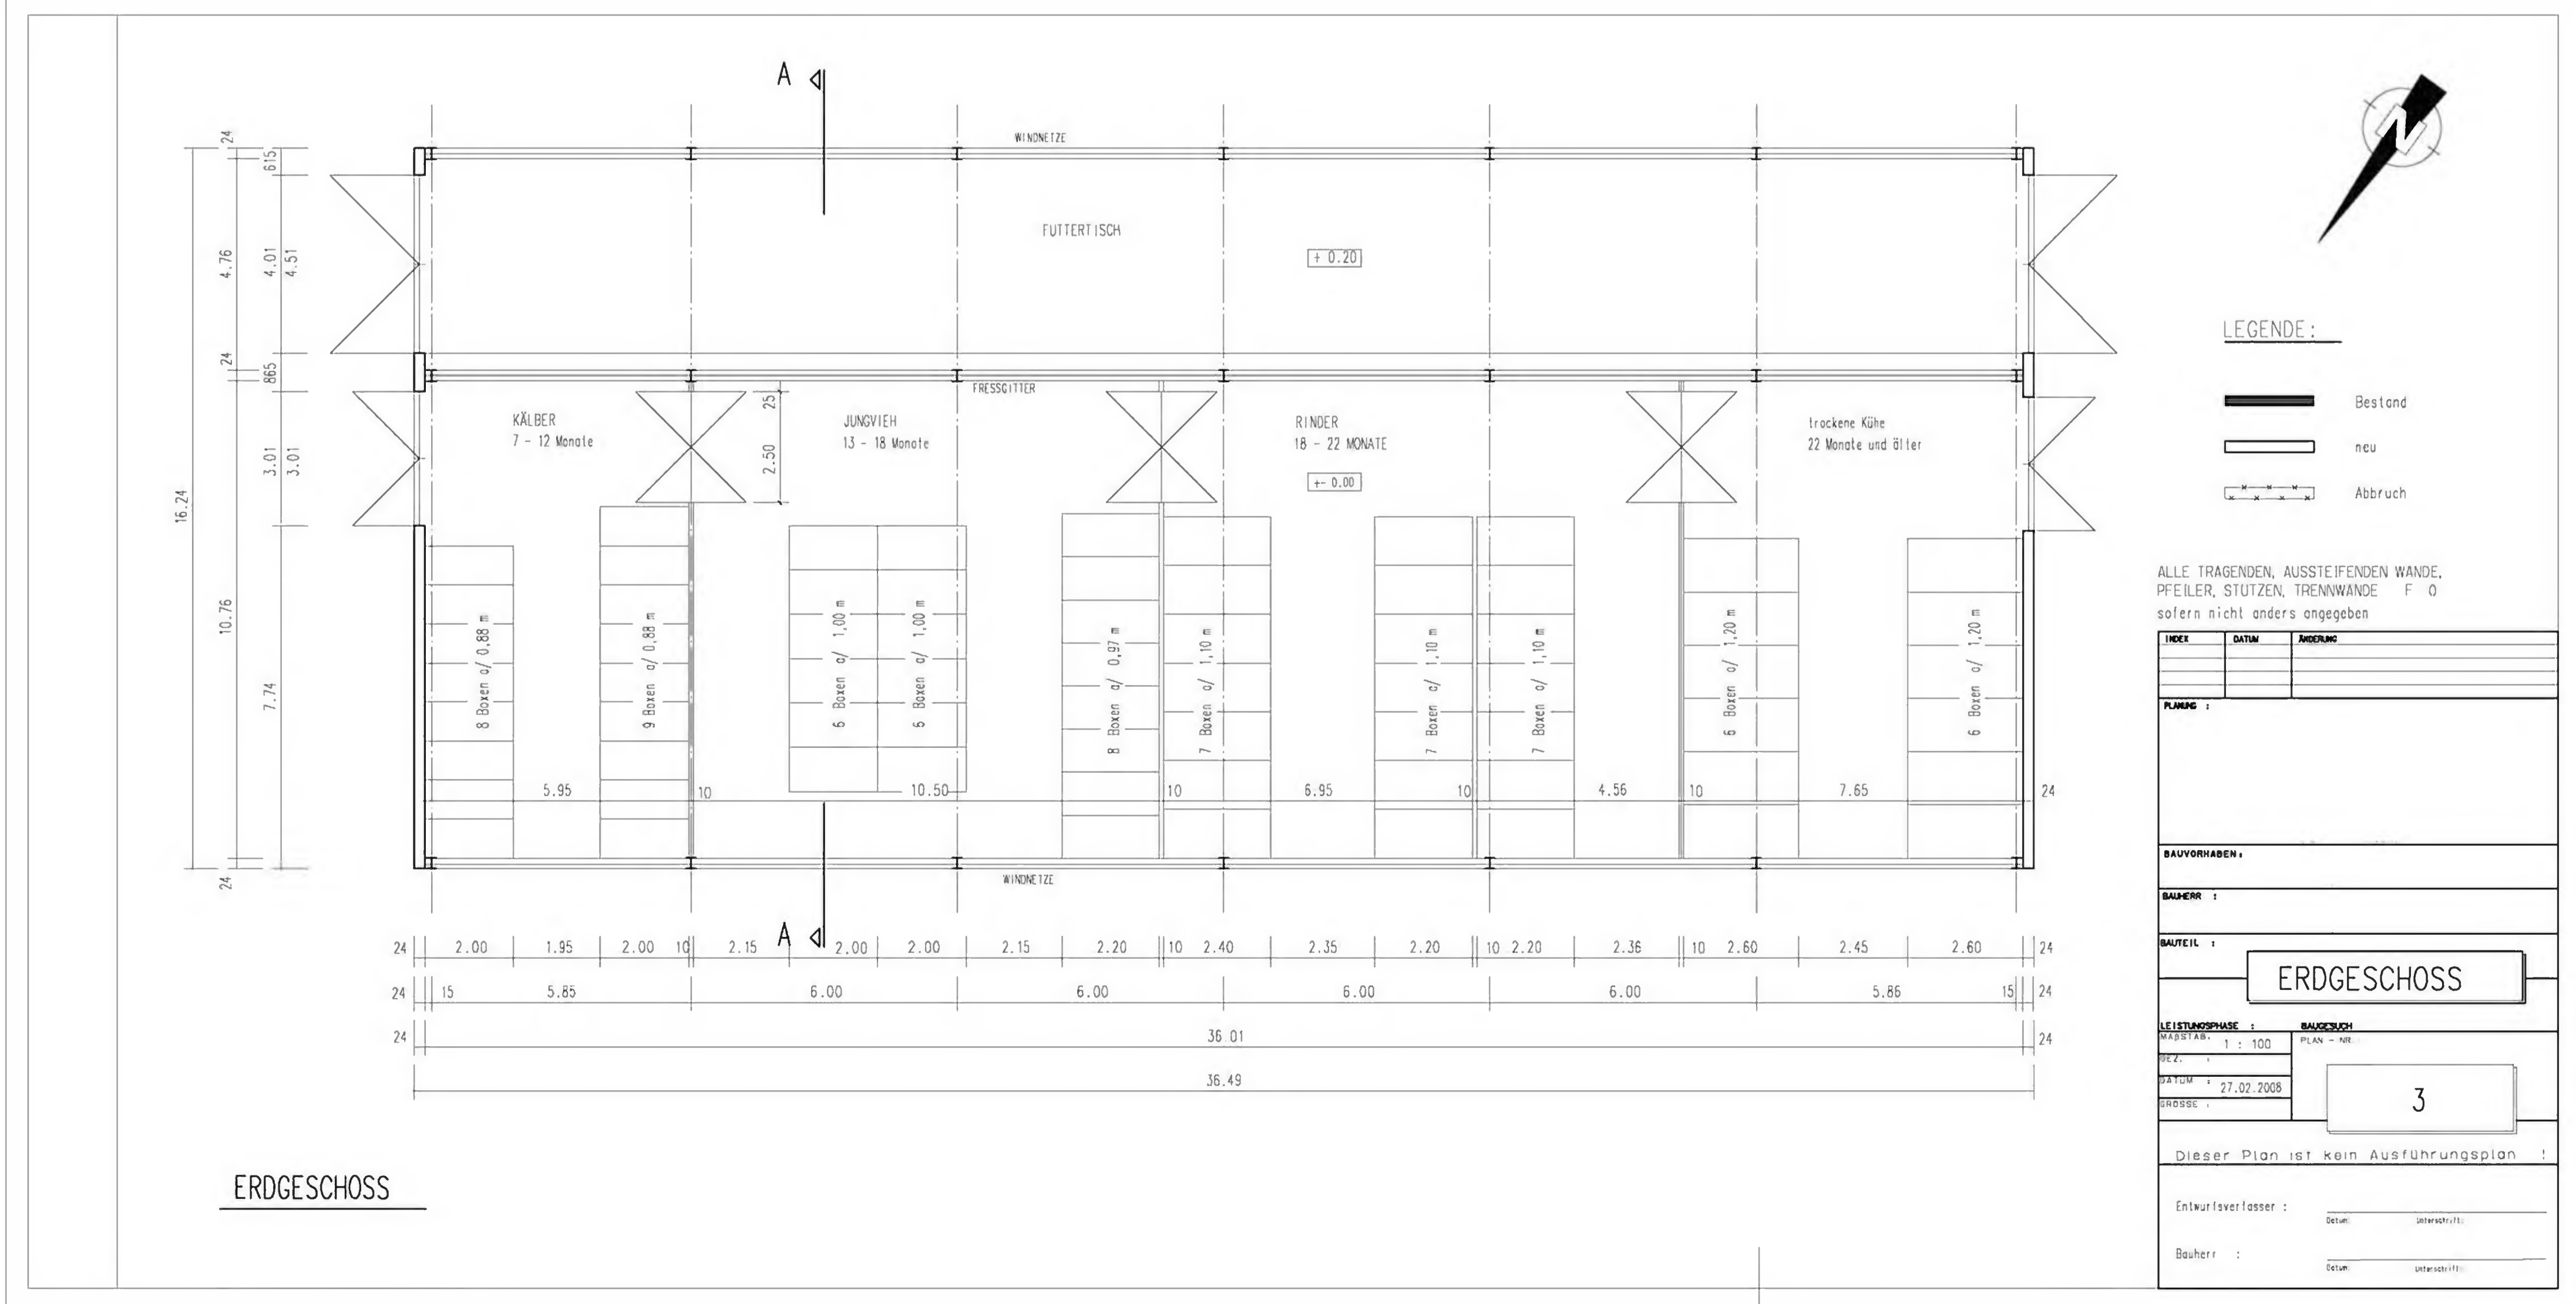 A
WINDNETZE
24
615
4.76
4.01
4.51
FUTTERTISCH
+ 0.20
24
865
FRESSGITTER
KÄLBER
7 - 12 Monate
25
2.50
JUNGVIEH
13 - 18 Monate
RINDER
18 - 22 MONATE
+- 0.00
trockene Kühe
22 Monate und älter
3.01
3.01
16.24
10.76
7.74
24
8 Boxen a/ 0,88 m
9 Boxen a/ 0,88 m
6 Boxen a/ 1,00 m
6 Boxen a/ 1,00 m
8 Boxen a/ 0,97 m
7 Boxen a/ 1,10 m
7 Boxen a/ 1,10 m
7 Boxen a/ 1,10 m
6 Boxen a/ 1,20 m
6 Boxen a/ 1,20 m
5.95 10 10.50 10 6.95 10 4.56 10 7.65 24
WINDNETZE
A
24 2.00 1.95 2.00 10 2.15 2.00 2.00 2.15 2.20 10 2.40 2.35 2.20 10 2.20 2.36 10 2.60 2.45 2.60 24
24 15 5.85 6.00 6.00 6.00 6.00 5.86 15 24
24 36.01 24
36.49
ERDGESCHOSS
N
LEGENDE:
Bestand
neu
Abbruch
ALLE TRAGENDEN, AUSSTEIFENDEN WÄNDE,
PFEILER, STÜTZEN, TRENNWÄNDE F O
sofern nicht anders angegeben
INDEX DATUM ÄNDERUNG
PLANUNG :
BAUVORHABEN:
BAUHERR :
BAUTEIL :
ERDGESCHOSS
LEISTUNGSPHASE : BAUGESUCH
MAßSTAB: 1 : 100 PLAN - NR.
GEZ. :
DATUM : 27.02.2008
GRÖSSE :
3
Dieser Plan ist kein Ausführungsplan !
Entwurfsverfasser :
Datum: Unterschrift:
Bauherr :
Datum: Unterschrift: